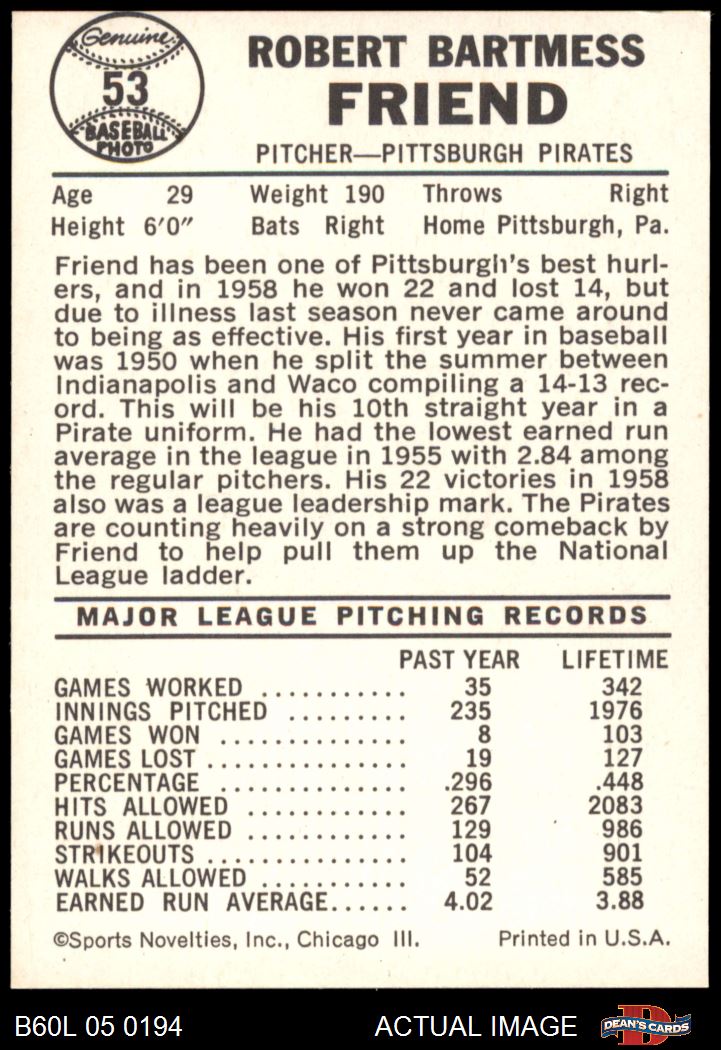 Genuine
53
BASEBALL
PHOTO
ROBERT BARTMESS
FRIEND
PITCHER—PITTSBURGH PIRATES
Age 29 Weight 190 Throws Right
Height 6'0" Bats Right Home Pittsburgh, Pa.
Friend has been one of Pittsburgh's best hurl-
ers, and in 1958 he won 22 and lost 14, but
due to illness last season never came around
to being as effective. His first year in baseball
was 1950 when he split the summer between
Indianapolis and Waco compiling a 14-13 rec-
ord. This will be his 10th straight year in a
Pirate uniform. He had the lowest earned run
average in the league in 1955 with 2.84 among
the regular pitchers. His 22 victories in 1958
also was a league leadership mark. The Pirates
are counting heavily on a strong comeback by
Friend to help pull them up the National
League ladder.
MAJOR LEAGUE PITCHING RECORDS
PAST YEAR LIFETIME
GAMES WORKED ........... 35 342
INNINGS PITCHED ......... 235 1976
GAMES WON .............. 8 103
GAMES LOST ............... 19 127
PERCENTAGE .............. .296 .448
HITS ALLOWED ............ 267 2083
RUNS ALLOWED ............ 129 986
STRIKEOUTS ............... 104 901
WALKS ALLOWED ........... 52 585
EARNED RUN AVERAGE...... 4.02 3.88
©Sports Novelties, Inc., Chicago Ill. Printed in U.S.A.
B60L 05 0194 ACTUAL IMAGE DEAN'S CARDS